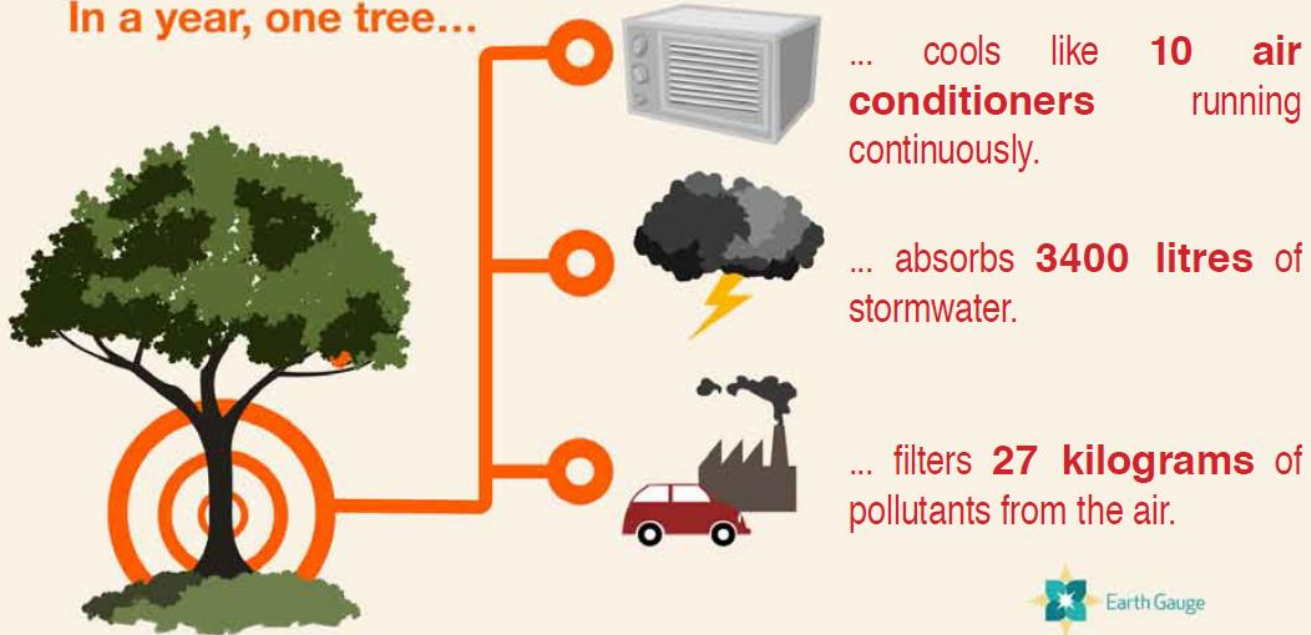 In a year, one tree...
... cools like 10 air
conditioners running
continuously.
... absorbs 3400 litres of
stormwater.
... filters 27 kilograms of
pollutants from the air.
Earth Gauge